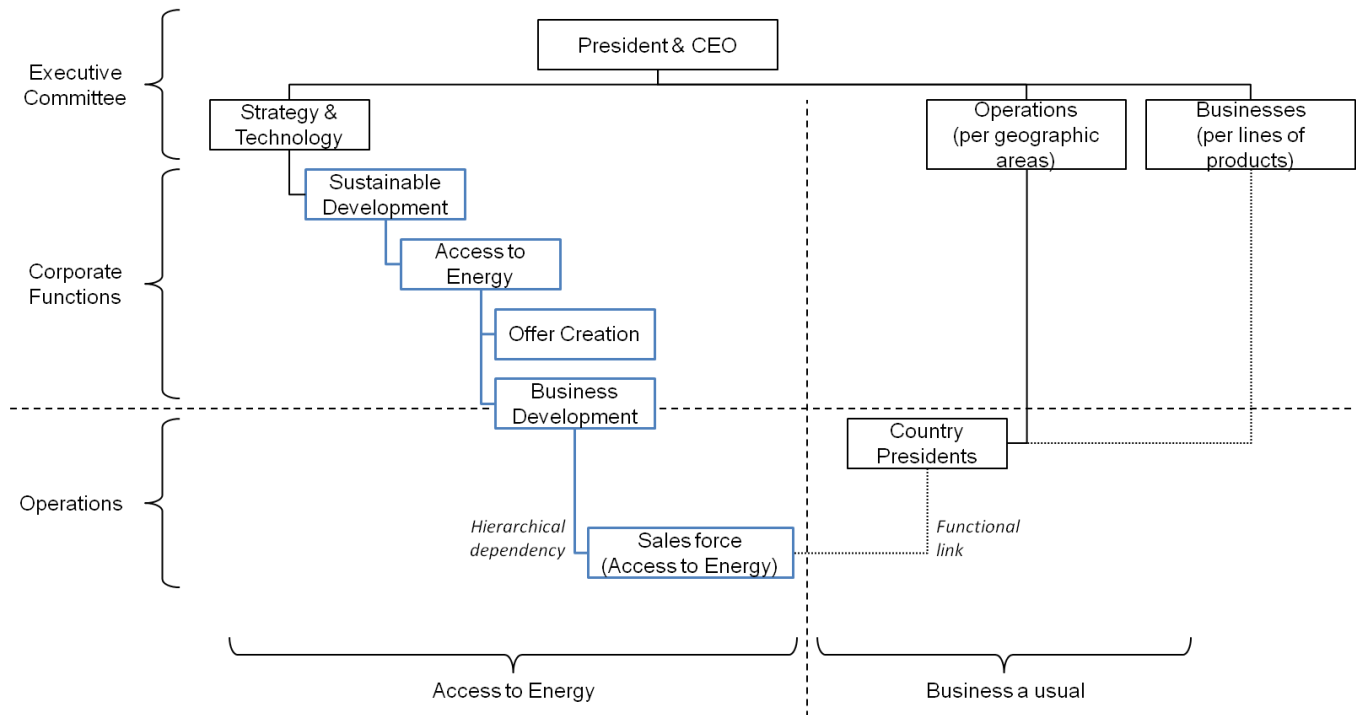 President & CEO
Executive
Committee
Strategy &
Technology
Operations
(per geographic
areas)
Businesses
(per lines of
products)
Sustainable
Development
Access to
Energy
Corporate
Functions
Offer Creation
Business
Development
Country
Presidents
Operations
Hierarchical
dependency
Sales force
(Access to Energy)
Functional
link
Access to Energy
Business a usual